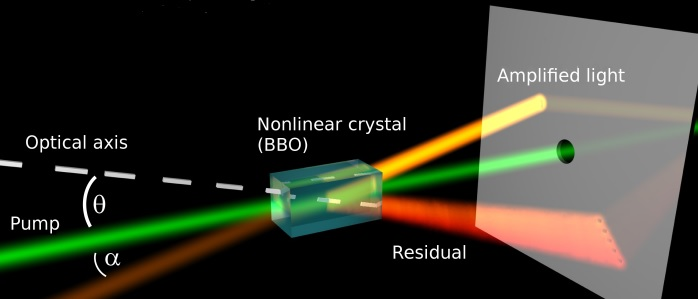 Amplified light
Nonlinear crystal
(BBO)
Optical axis
θ
Pump
α
Residual